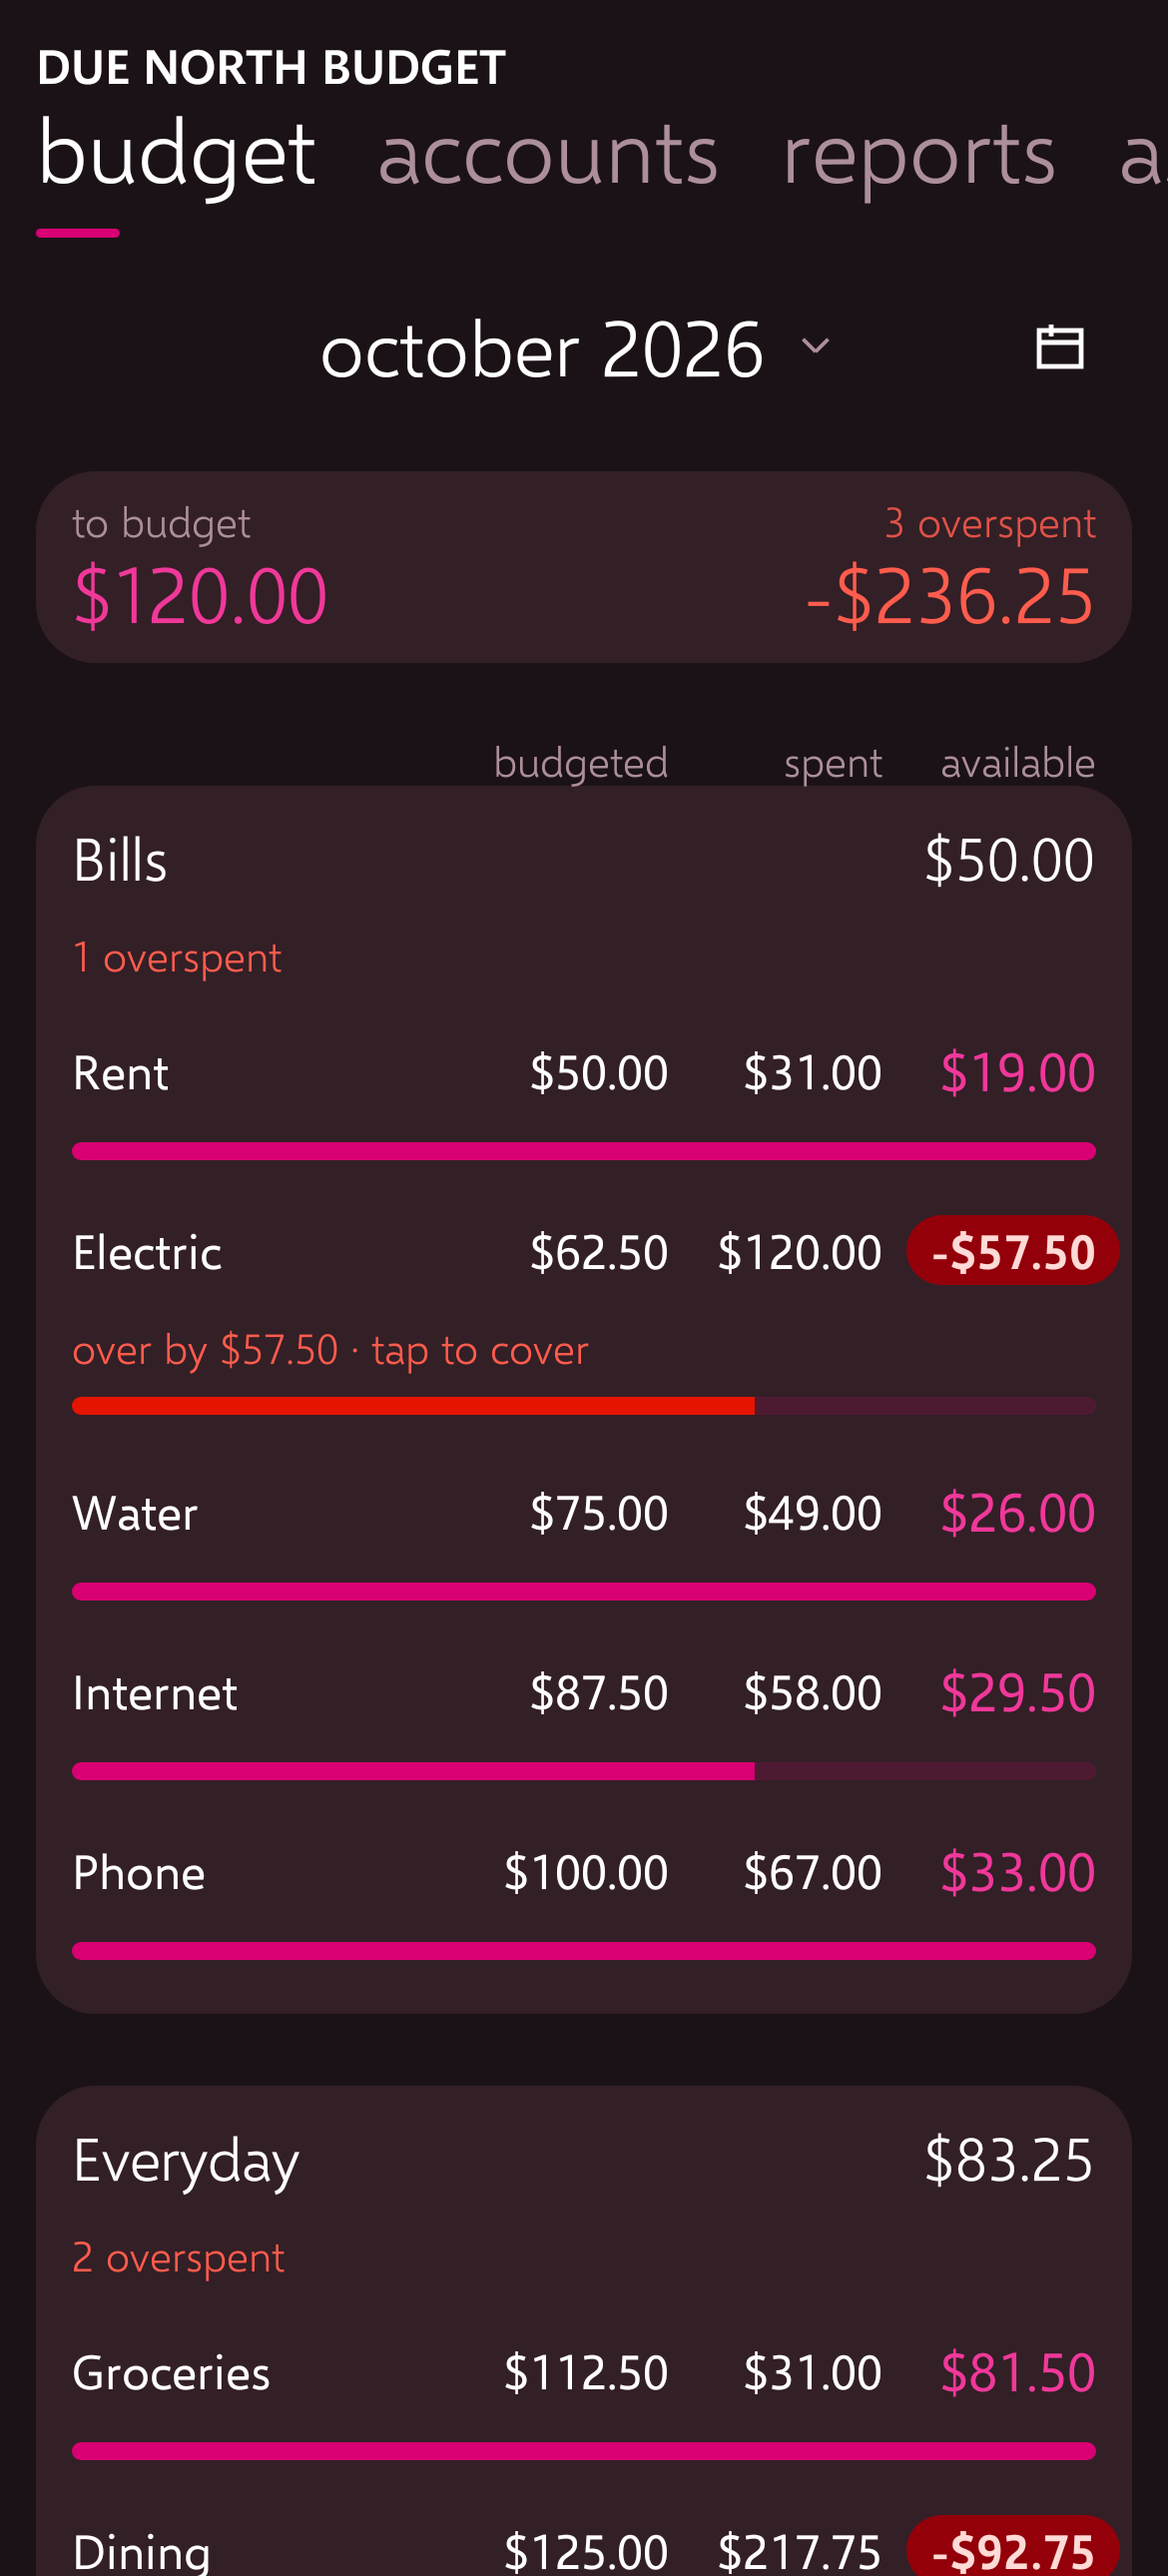 DUE NORTH BUDGET
budget accounts reports
october 2026
to budget 3 overspent
$120.00 -$236.25
budgeted spent available
Bills $50.00
1 overspent
Rent $50.00 $31.00 $19.00
Electric $62.50 $120.00 -$57.50
over by $57.50 · tap to cover
Water $75.00 $49.00 $26.00
Internet $87.50 $58.00 $29.50
Phone $100.00 $67.00 $33.00
Everyday $83.25
2 overspent
Groceries $112.50 $31.00 $81.50
Dining $125.00 $217.75 -$92.75